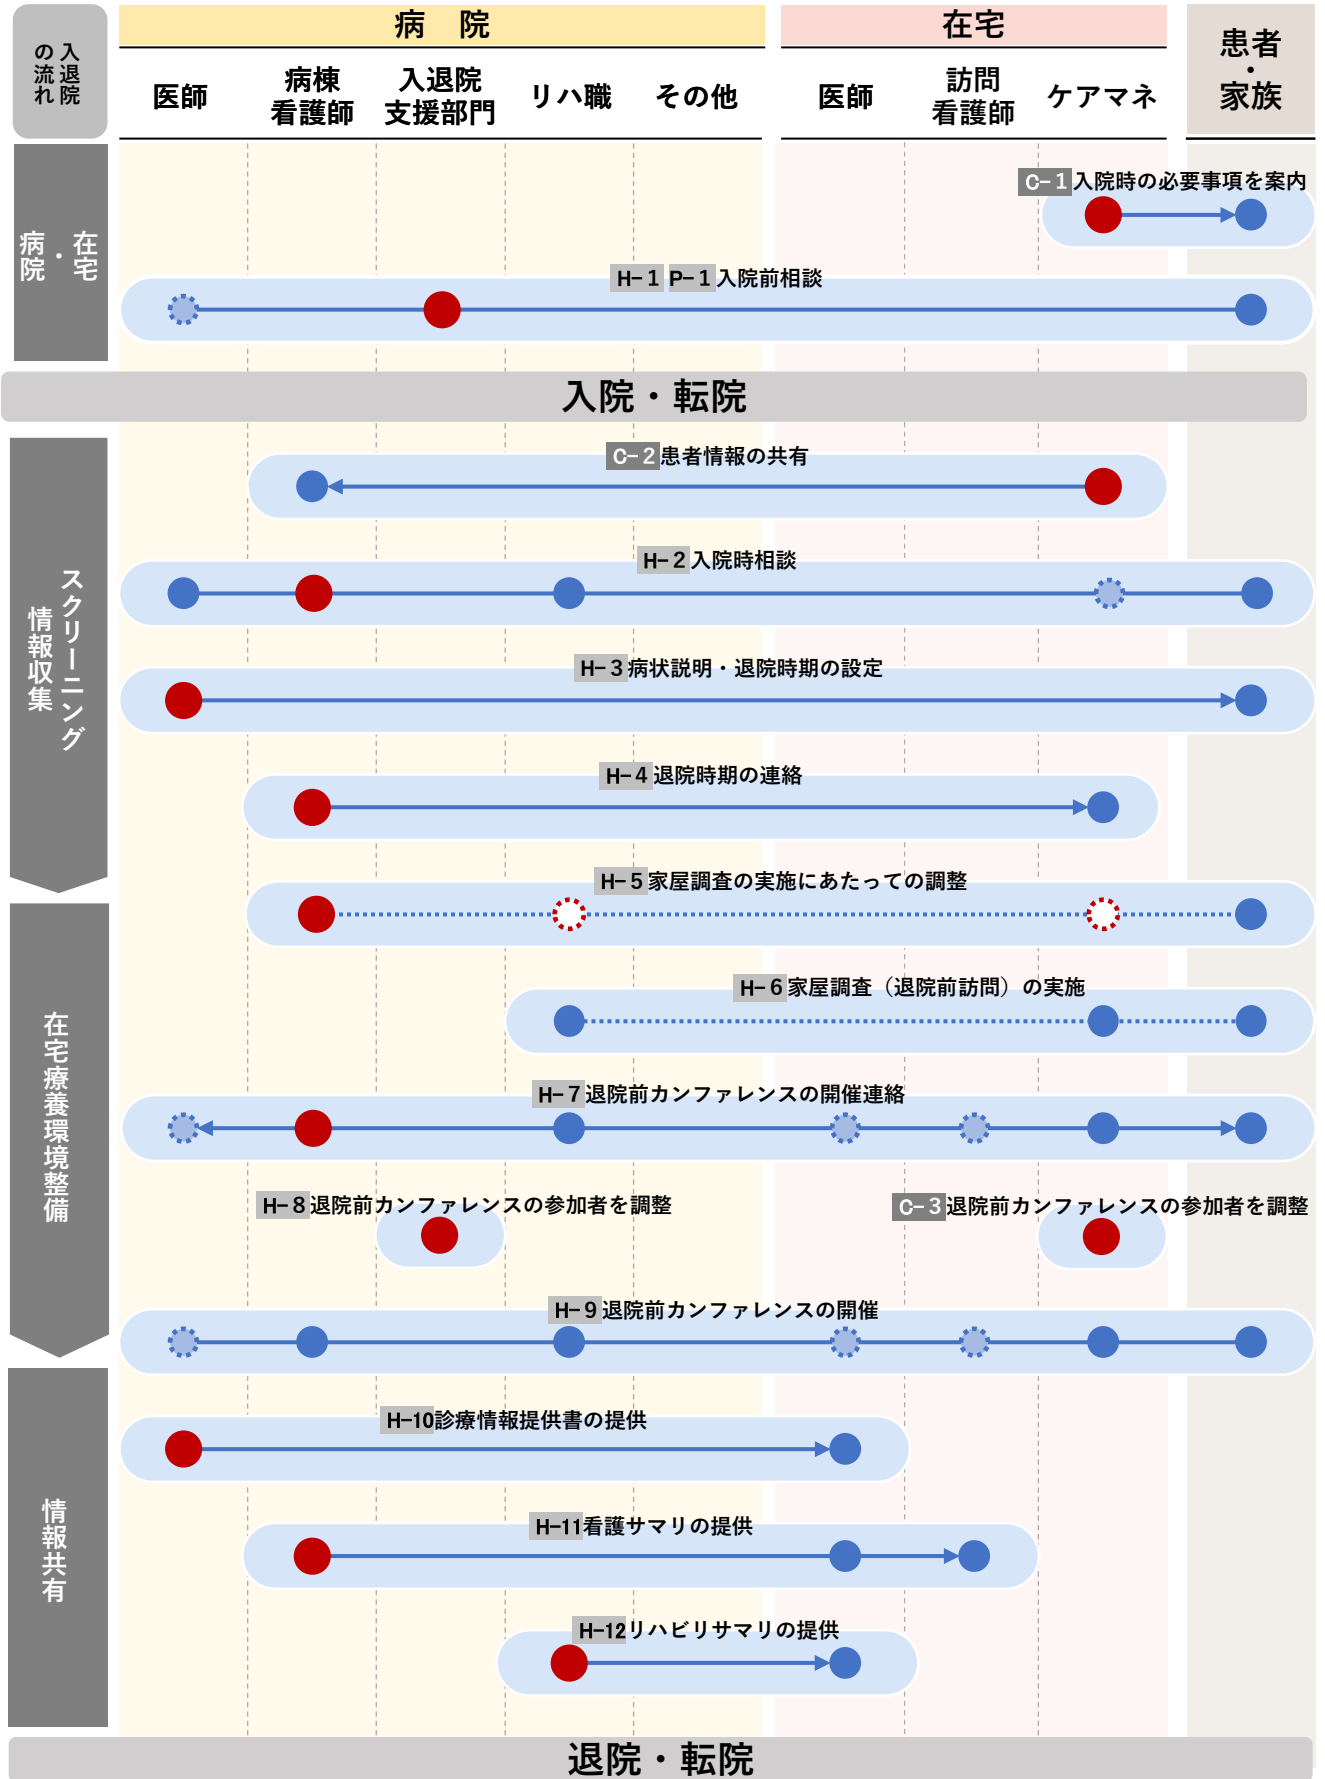 入退院
の流れ
病　院
在宅
患者
・
家族
医師
病棟
看護師
入退院
支援部門
リハ職
その他
医師
訪問
看護師
ケアマネ
在宅
・
病院
C-1 入院時の必要事項を案内
H-1 P-1 入院前相談
入院・転院
スクリーニング
情報収集
C-2 患者情報の共有
H-2 入院時相談
H-3 病状説明・退院時期の設定
H-4 退院時期の連絡
H-5 家屋調査の実施にあたっての調整
在宅療養環境整備
H-6 家屋調査（退院前訪問）の実施
H-7 退院前カンファレンスの開催連絡
H-8 退院前カンファレンスの参加者を調整
C-3 退院前カンファレンスの参加者を調整
H-9 退院前カンファレンスの開催
情報共有
H-10 診療情報提供書の提供
H-11 看護サマリの提供
H-12 リハビリサマリの提供
退院・転院